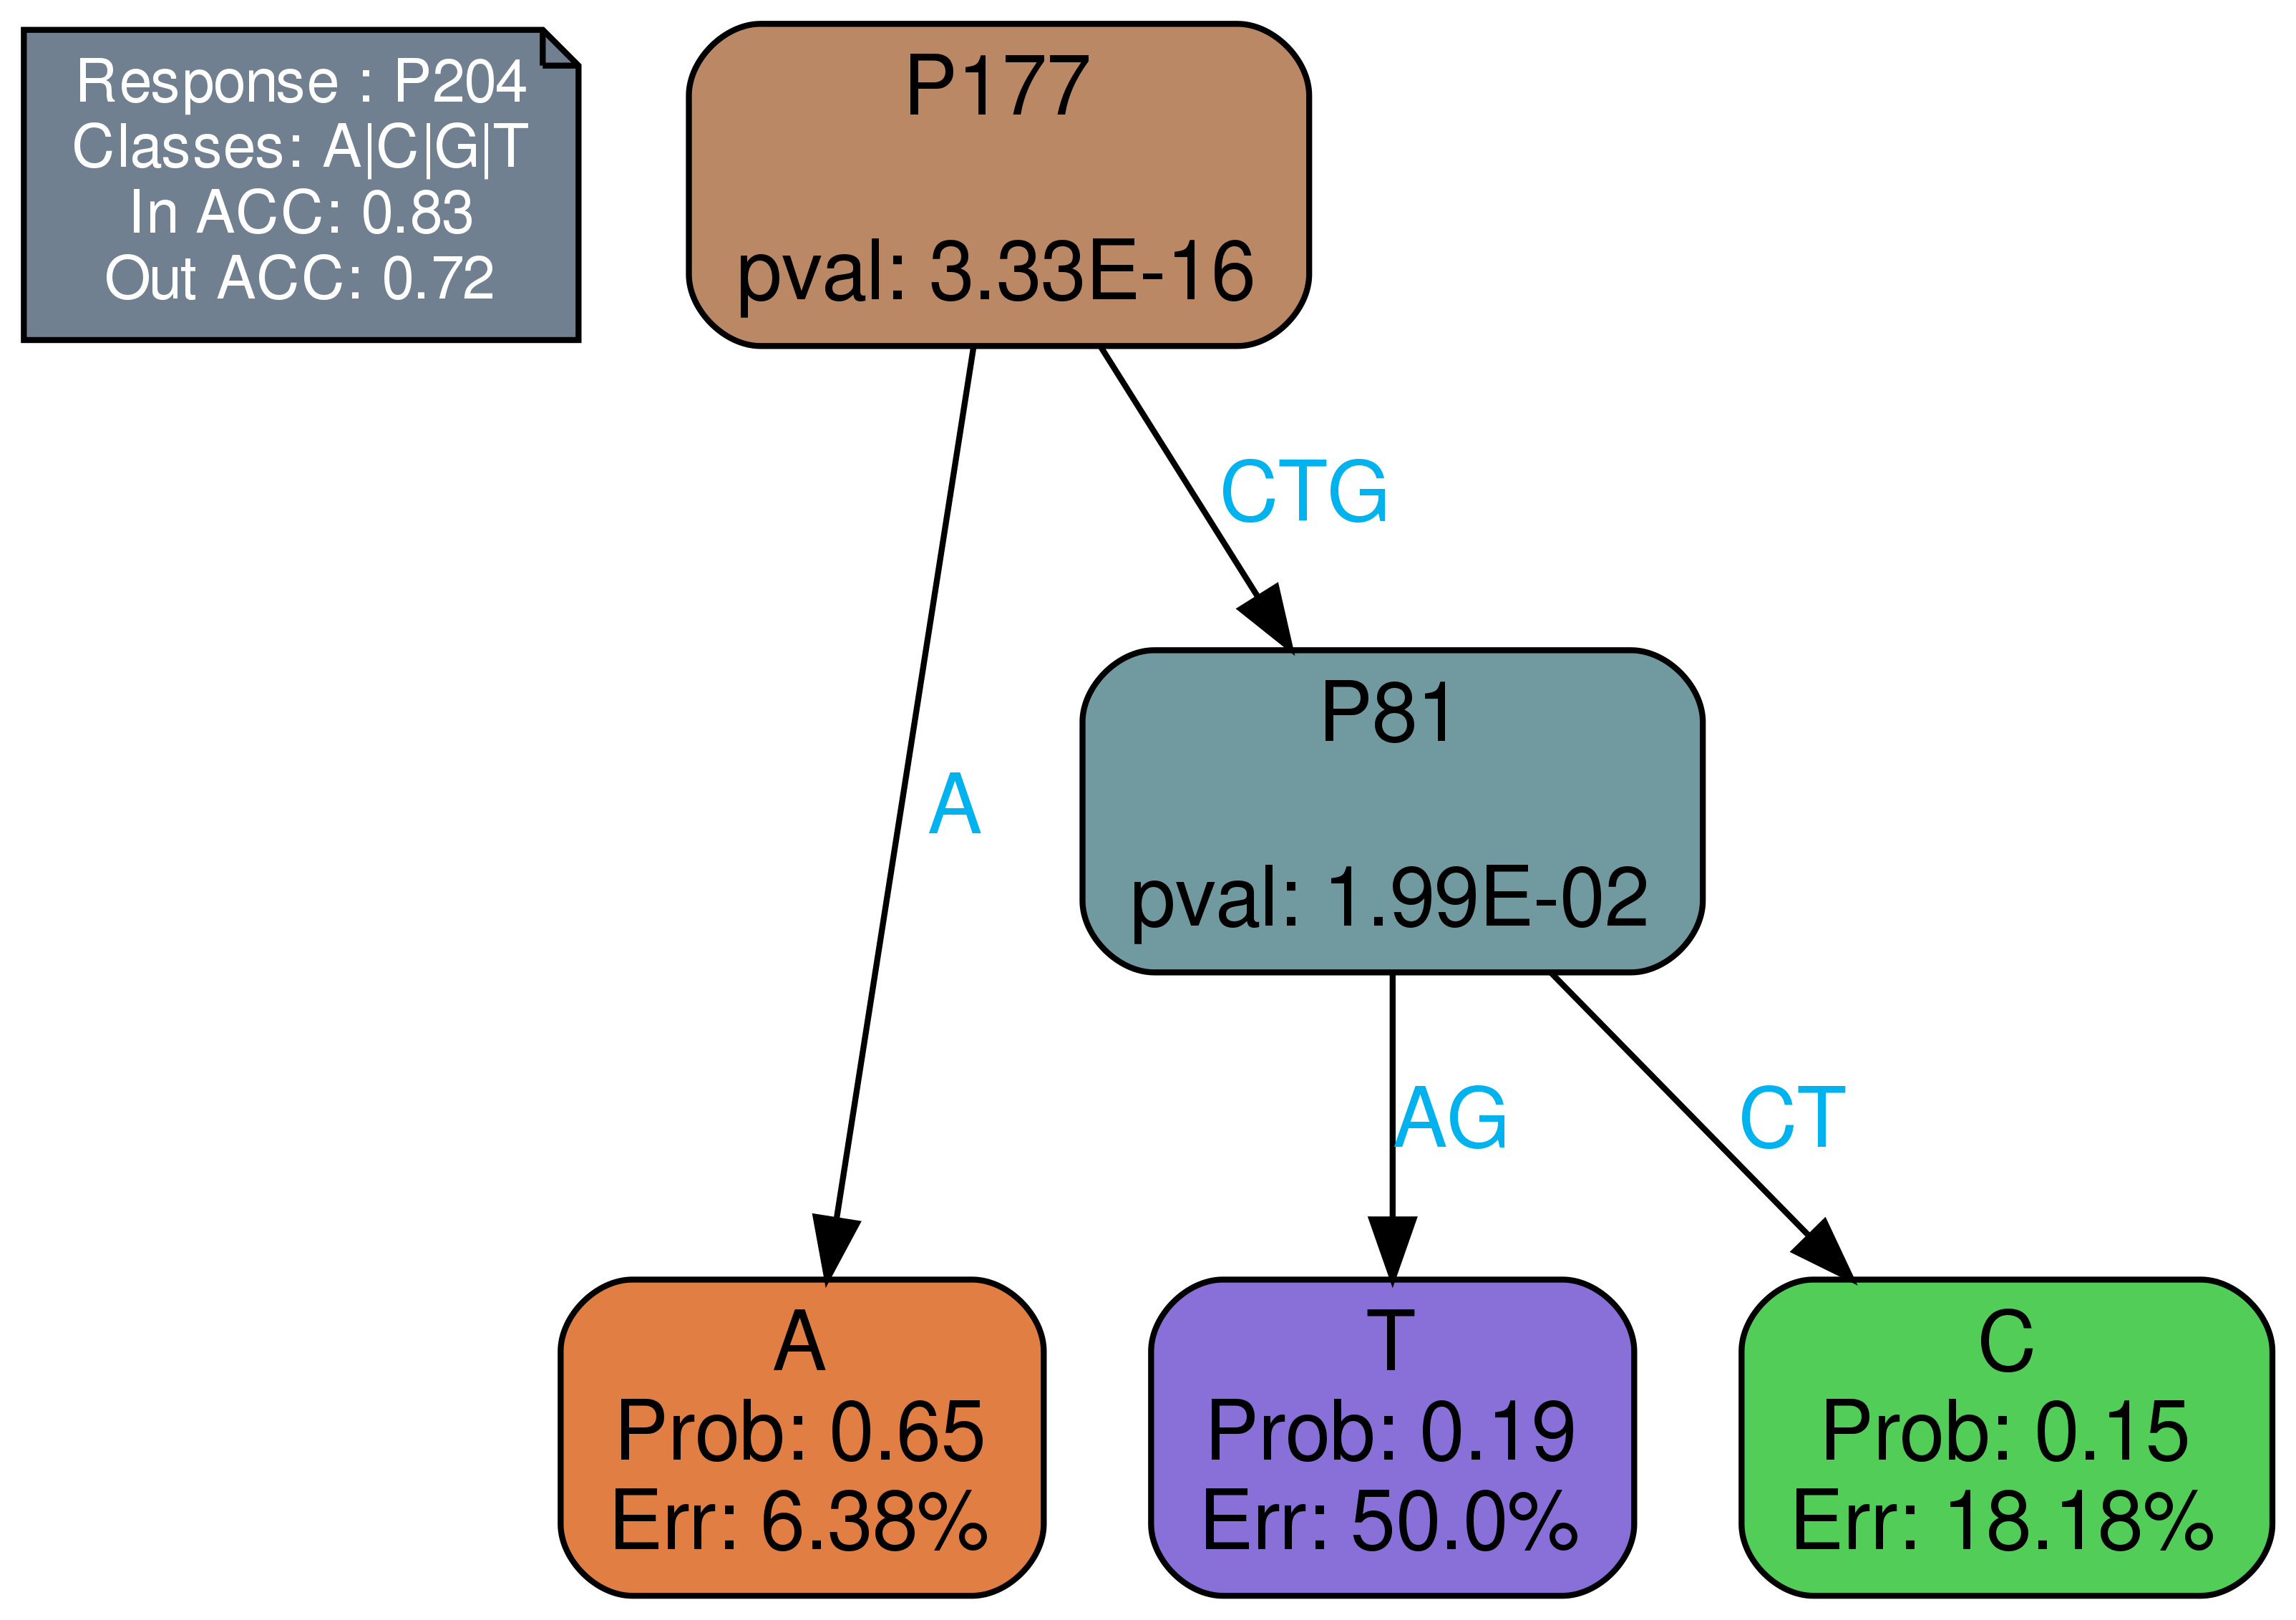 Response : P204
Classes: A|C|G|T
In ACC: 0.83
Out ACC: 0.72
P177
pval: 3.33E-16
CTG
A
P81
pval: 1.99E-02
AG
CT
A
Prob: 0.65
Err: 6.38%
T
Prob: 0.19
Err: 50.0%
C
Prob: 0.15
Err: 18.18%